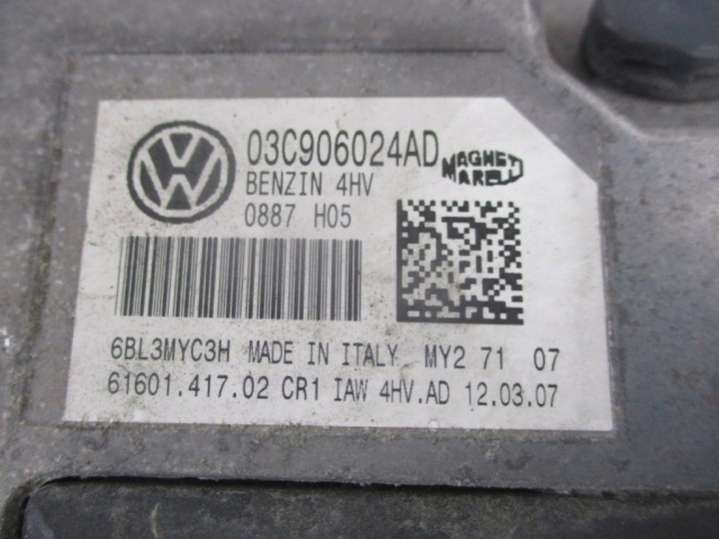 03C906024AD
MAGNETI
MARELLI
BENZIN 4HV
0887 H05
6BL3MYC3H MADE IN ITALY MY2 71 07
61601.417.02 CR1 IAW 4HV.AD 12.03.07